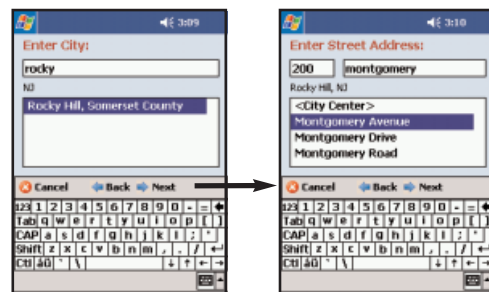 3:09
Enter City:
rocky
NJ
Rocky Hill, Somerset County
Cancel Back Next
123 1 2 3 4 5 6 7 8 9 0 - =
Tab q w e r t y u i o p [ ]
CAP a s d f g h j k l ; '
Shift z x c v b n m , . /
Ctl áü ` \
3:10
Enter Street Address:
200 montgomery
Rocky Hill, NJ
<City Center>
Montgomery Avenue
Montgomery Drive
Montgomery Road
Cancel Back Next
123 1 2 3 4 5 6 7 8 9 0 - =
Tab q w e r t y u i o p [ ]
CAP a s d f g h j k l ; '
Shift z x c v b n m , . /
Ctl áü ` \